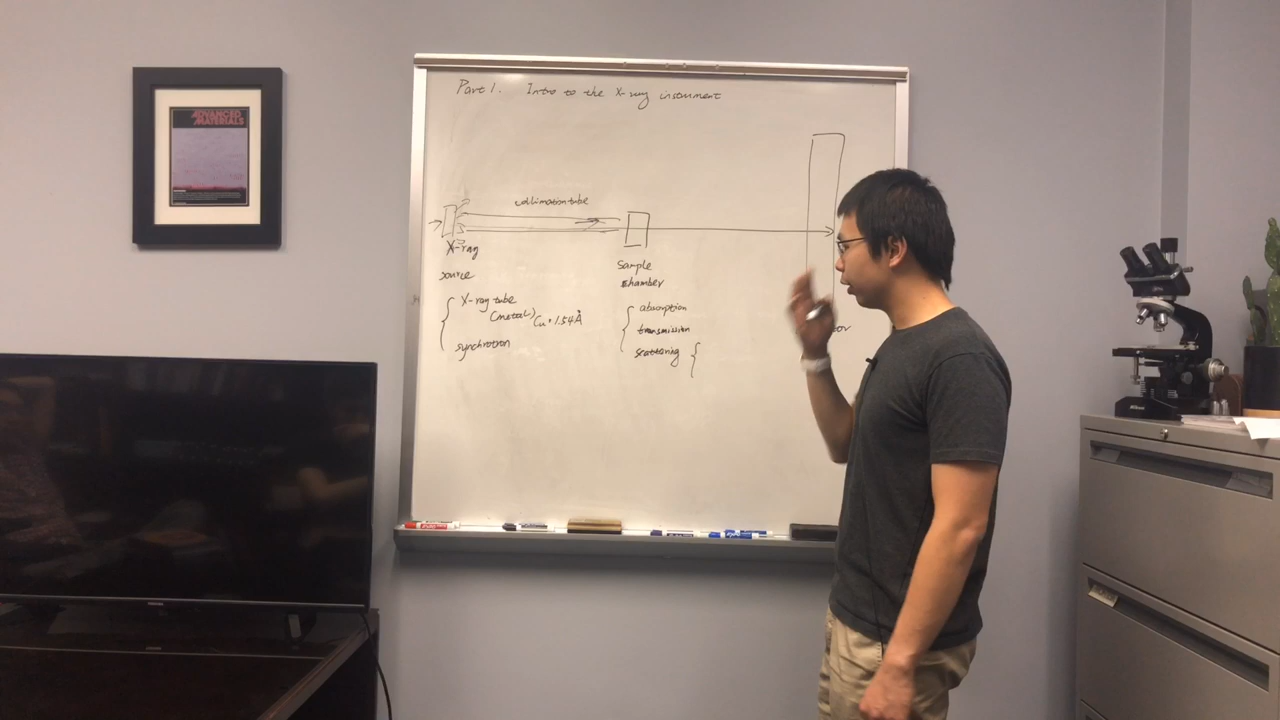 Part 1. Intro to the X-ray instrument
ADVANCED
MATERIALS
collimation tube
X-ray
source
Sample
chamber
X-ray tube
(metal) Cu 1.54Å
synchrotron
absorption
transmission
scattering
tor